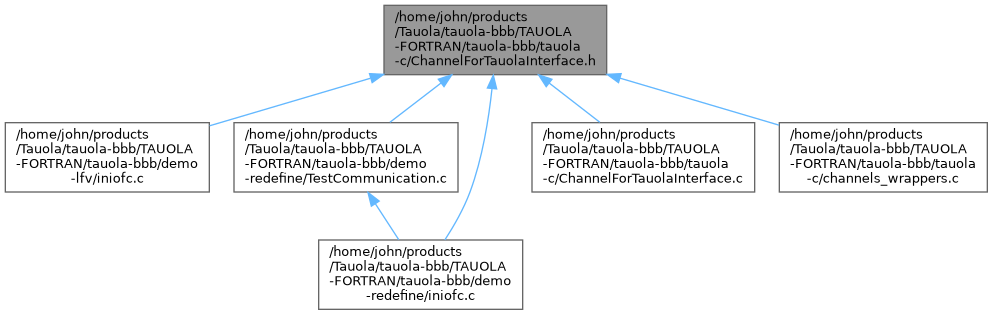 /home/john/products
/Tauola/tauola-bbb/TAUOLA
-FORTRAN/tauola-bbb/tauola
-c/ChannelForTauolaInterface.h
/home/john/products
/Tauola/tauola-bbb/TAUOLA
-FORTRAN/tauola-bbb/demo
-lfv/iniofc.c
/home/john/products
/Tauola/tauola-bbb/TAUOLA
-FORTRAN/tauola-bbb/demo
-redefine/TestCommunication.c
/home/john/products
/Tauola/tauola-bbb/TAUOLA
-FORTRAN/tauola-bbb/tauola
-c/ChannelForTauolaInterface.c
/home/john/products
/Tauola/tauola-bbb/TAUOLA
-FORTRAN/tauola-bbb/tauola
-c/channels_wrappers.c
/home/john/products
/Tauola/tauola-bbb/TAUOLA
-FORTRAN/tauola-bbb/demo
-redefine/iniofc.c